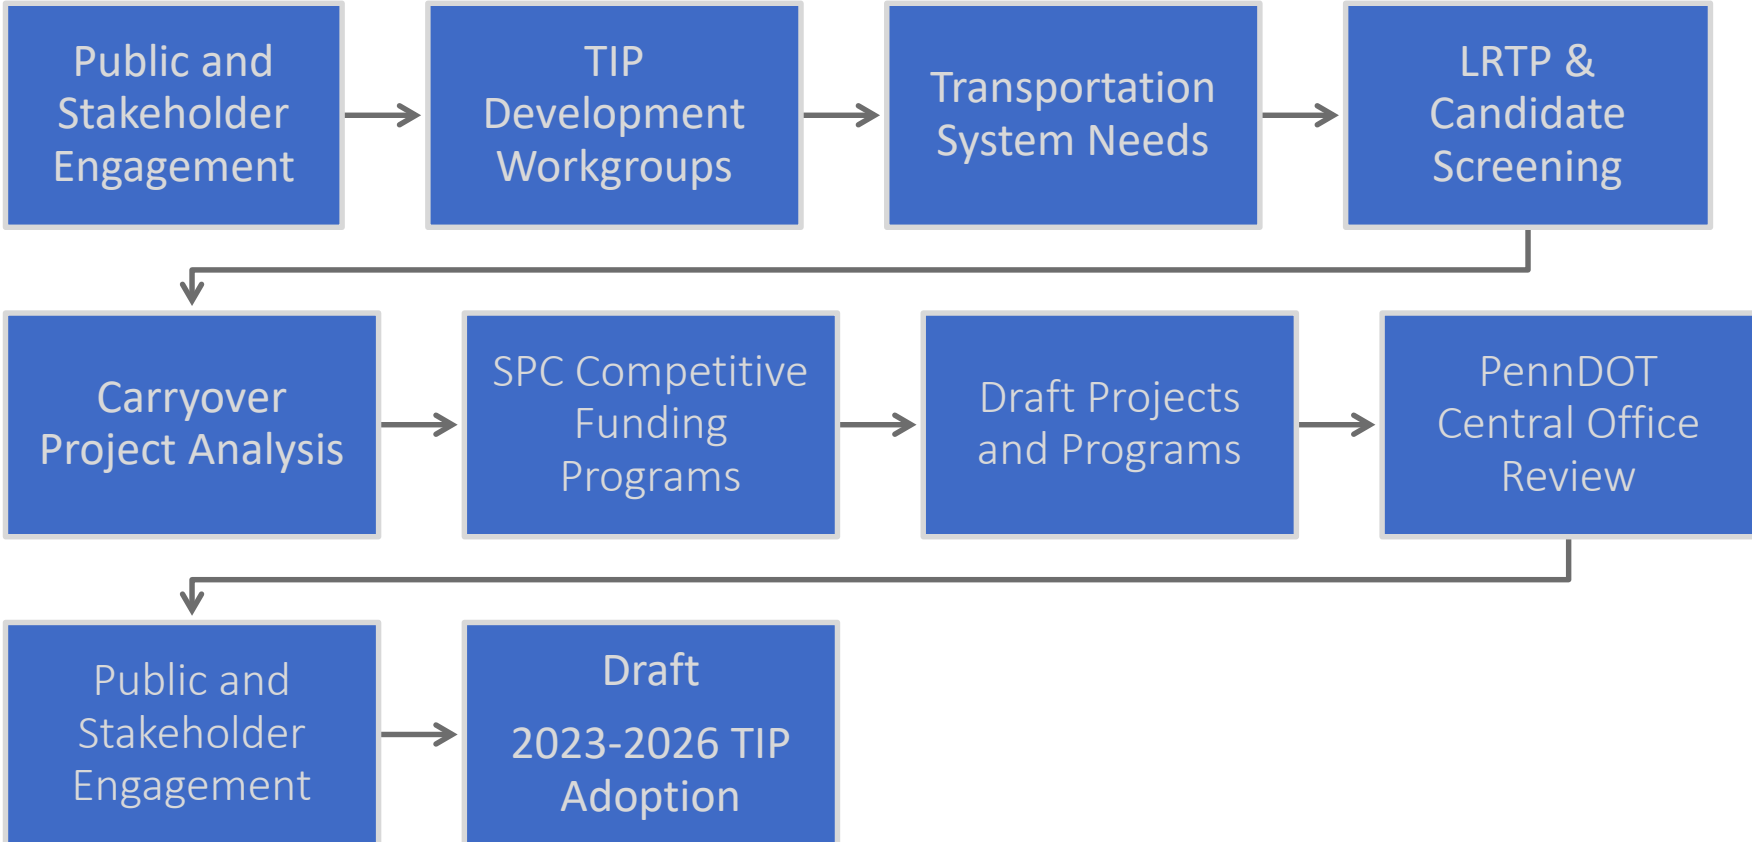 Public and
Stakeholder
Engagement
TIP
Development
Workgroups
Transportation
System Needs
LRTP &
Candidate
Screening
Carryover
Project Analysis
SPC Competitive
Funding
Programs
Draft Projects
and Programs
PennDOT
Central Office
Review
Public and
Stakeholder
Engagement
Draft
2023-2026 TIP
Adoption